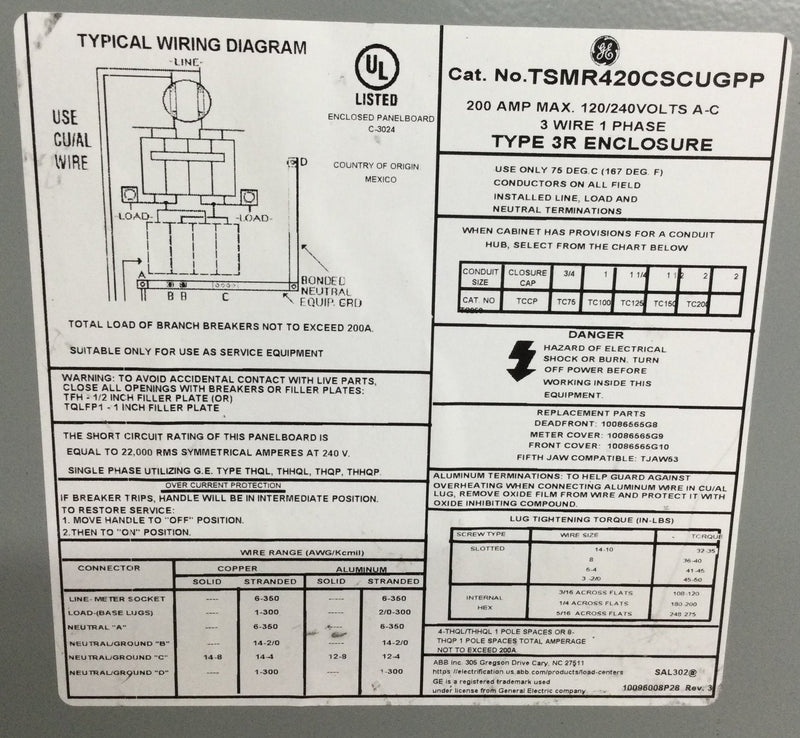 TYPICAL WIRING DIAGRAM
-LINE-
USE
CU/AL
WIRE
-LOAD-
-LOAD-
D
A
B B
C
BONDED
NEUTRAL
EQUIP. GRD
UL
LISTED
ENCLOSED PANELBOARD
C-3024
COUNTRY OF ORIGIN
MEXICO
TOTAL LOAD OF BRANCH BREAKERS NOT TO EXCEED 200A.
SUITABLE ONLY FOR USE AS SERVICE EQUIPMENT
WARNING: TO AVOID ACCIDENTAL CONTACT WITH LIVE PARTS,
CLOSE ALL OPENINGS WITH BREAKERS OR FILLER PLATES:
TFH - 1/2 INCH FILLER PLATE (OR)
TQLFP1 - 1 INCH FILLER PLATE
THE SHORT CIRCUIT RATING OF THIS PANELBOARD IS
EQUAL TO 22,000 RMS SYMMETRICAL AMPERES AT 240 V.
SINGLE PHASE UTILIZING G.E. TYPE THQL, THHQL, THQP, THHQP.
OVER CURRENT PROTECTION
IF BREAKER TRIPS, HANDLE WILL BE IN INTERMEDIATE POSITION.
TO RESTORE SERVICE:
1. MOVE HANDLE TO "OFF" POSITION.
2.THEN TO "ON" POSITION.
WIRE RANGE (AWG/Kcmil)
CONNECTOR COPPER ALUMINUM
SOLID STRANDED SOLID STRANDED
LINE- METER SOCKET ---- 6-350 ---- 6-350
LOAD-(BASE LUGS) ---- 1-300 ---- 2/0-300
NEUTRAL "A" ---- 6-350 ---- 6-350
NEUTRAL/GROUND "B" ---- 14-2/0 ---- 14-2/0
NEUTRAL/GROUND "C" 14-8 14-4 12-8 12-4
NEUTRAL/GROUND "D" ---- 1-300 ---- 1-300
GE
Cat. No.TSMR420CSCUGPP
200 AMP MAX. 120/240VOLTS A-C
3 WIRE 1 PHASE
TYPE 3R ENCLOSURE
USE ONLY 75 DEG.C (167 DEG. F)
CONDUCTORS ON ALL FIELD
INSTALLED LINE, LOAD AND
NEUTRAL TERMINATIONS
WHEN CABINET HAS PROVISIONS FOR A CONDUIT
HUB, SELECT FROM THE CHART BELOW
CONDUIT SIZE CLOSURE CAP 3/4 1 1 1/4 1 1/2 2 2
CAT. NO TCCP TC75 TC100 TC125 TC150 TC200
DANGER
HAZARD OF ELECTRICAL
SHOCK OR BURN. TURN
OFF POWER BEFORE
WORKING INSIDE THIS
EQUIPMENT.
REPLACEMENT PARTS
DEADFRONT: 10086565G8
METER COVER: 10086565G9
FRONT COVER: 10086565G10
FIFTH JAW COMPATIBLE: TJAW53
ALUMINUM TERMINATIONS: TO HELP GUARD AGAINST
OVERHEATING WHEN CONNECTING ALUMINUM WIRE IN CU/AL
LUG, REMOVE OXIDE FILM FROM WIRE AND PROTECT IT WITH
OXIDE INHIBITING COMPOUND.
LUG TIGHTENING TORQUE (IN-LBS)
SCREW TYPE WIRE SIZE TORQUE
SLOTTED 14-10 32-35
8 36-40
6-4 41-45
3 -2/0 45-50
INTERNAL HEX 3/16 ACROSS FLATS 108-120
1/4 ACROSS FLATS 180-200
5/16 ACROSS FLATS 248 275
4-THQL/THHQL 1 POLE SPACES OR 8-
THQP 1 POLE SPACES TOTAL AMPERAGE
NOT TO EXCEED 200A.
ABB Inc. 305 Gregson Drive Cary, NC 27511
https://electrification.us.abb.com/products/load-centers
GE is a registered trademark used
under license from General Electric company
SAL302®
10096008P28 Rev. 3